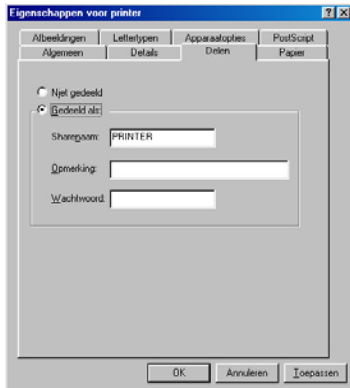 Eigenschappen voor printer
Afbeeldingen Lettertypen Apparaatopties PostScript
Algemeen Details Delen Papier
Niet gedeeld
Gedeeld als:
Sharenaam: PRINTER
Opmerking:
Wachtwoord:
OK Annuleren Toepassen